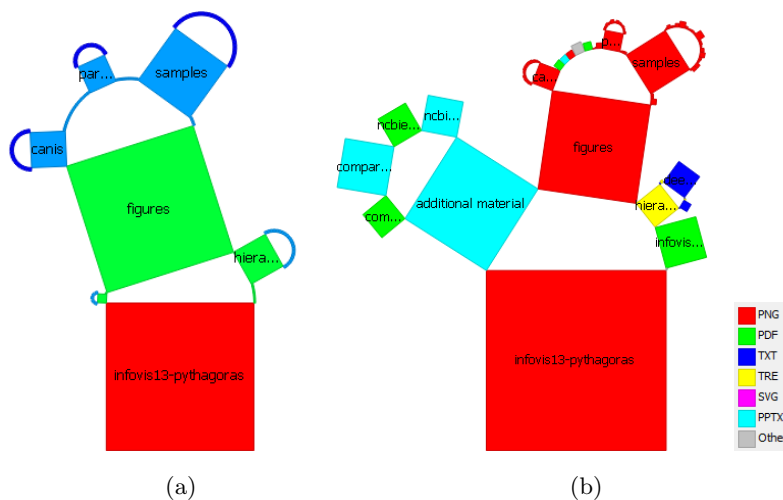 samples
par...
canis
figures
hiera...
infovis13-pythagoras
(a)
p...
samples
ca...
ncbi...
ncbie...
compar...
com...
figures
additional material
hiera...
infovis...
infovis13-pythagoras
PNG
PDF
TXT
TRE
SVG
PPTX
Othe
(b)